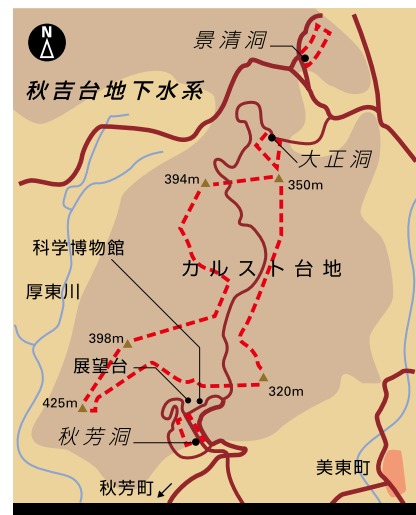 N
景清洞
秋吉台地下水系
大正洞
394m
350m
科学博物館
カルスト台地
厚東川
398m
展望台
320m
425m
秋芳洞
美東町
秋芳町